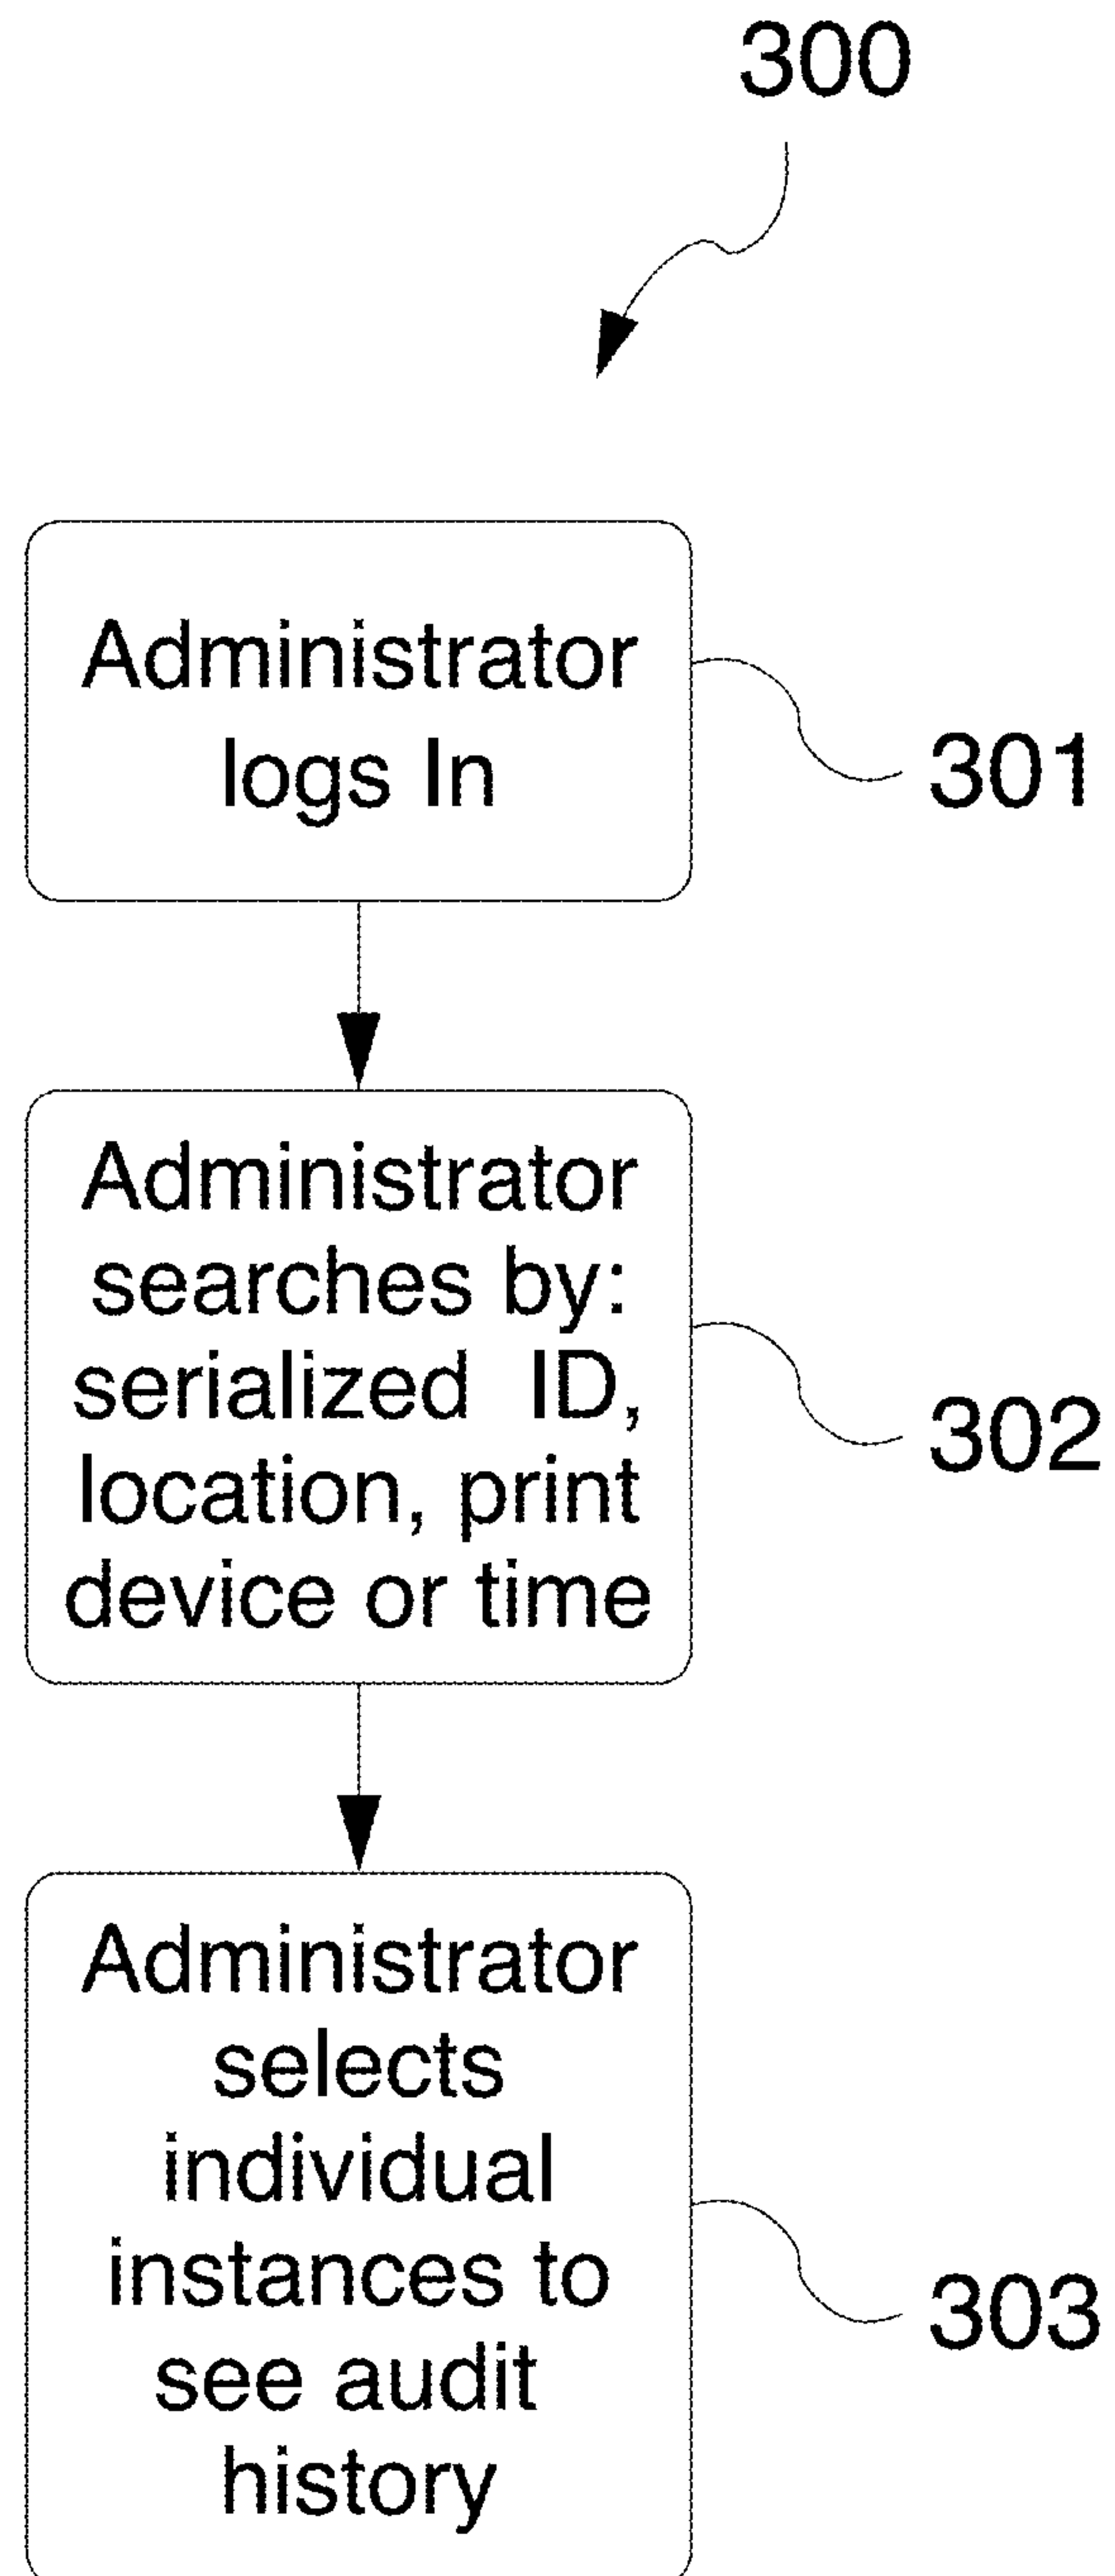 300
Administrator
logs In
301
Administrator
searches by:
serialized ID,
location, print
device or time
302
Administrator
selects
individual
instances to
see audit
history
303